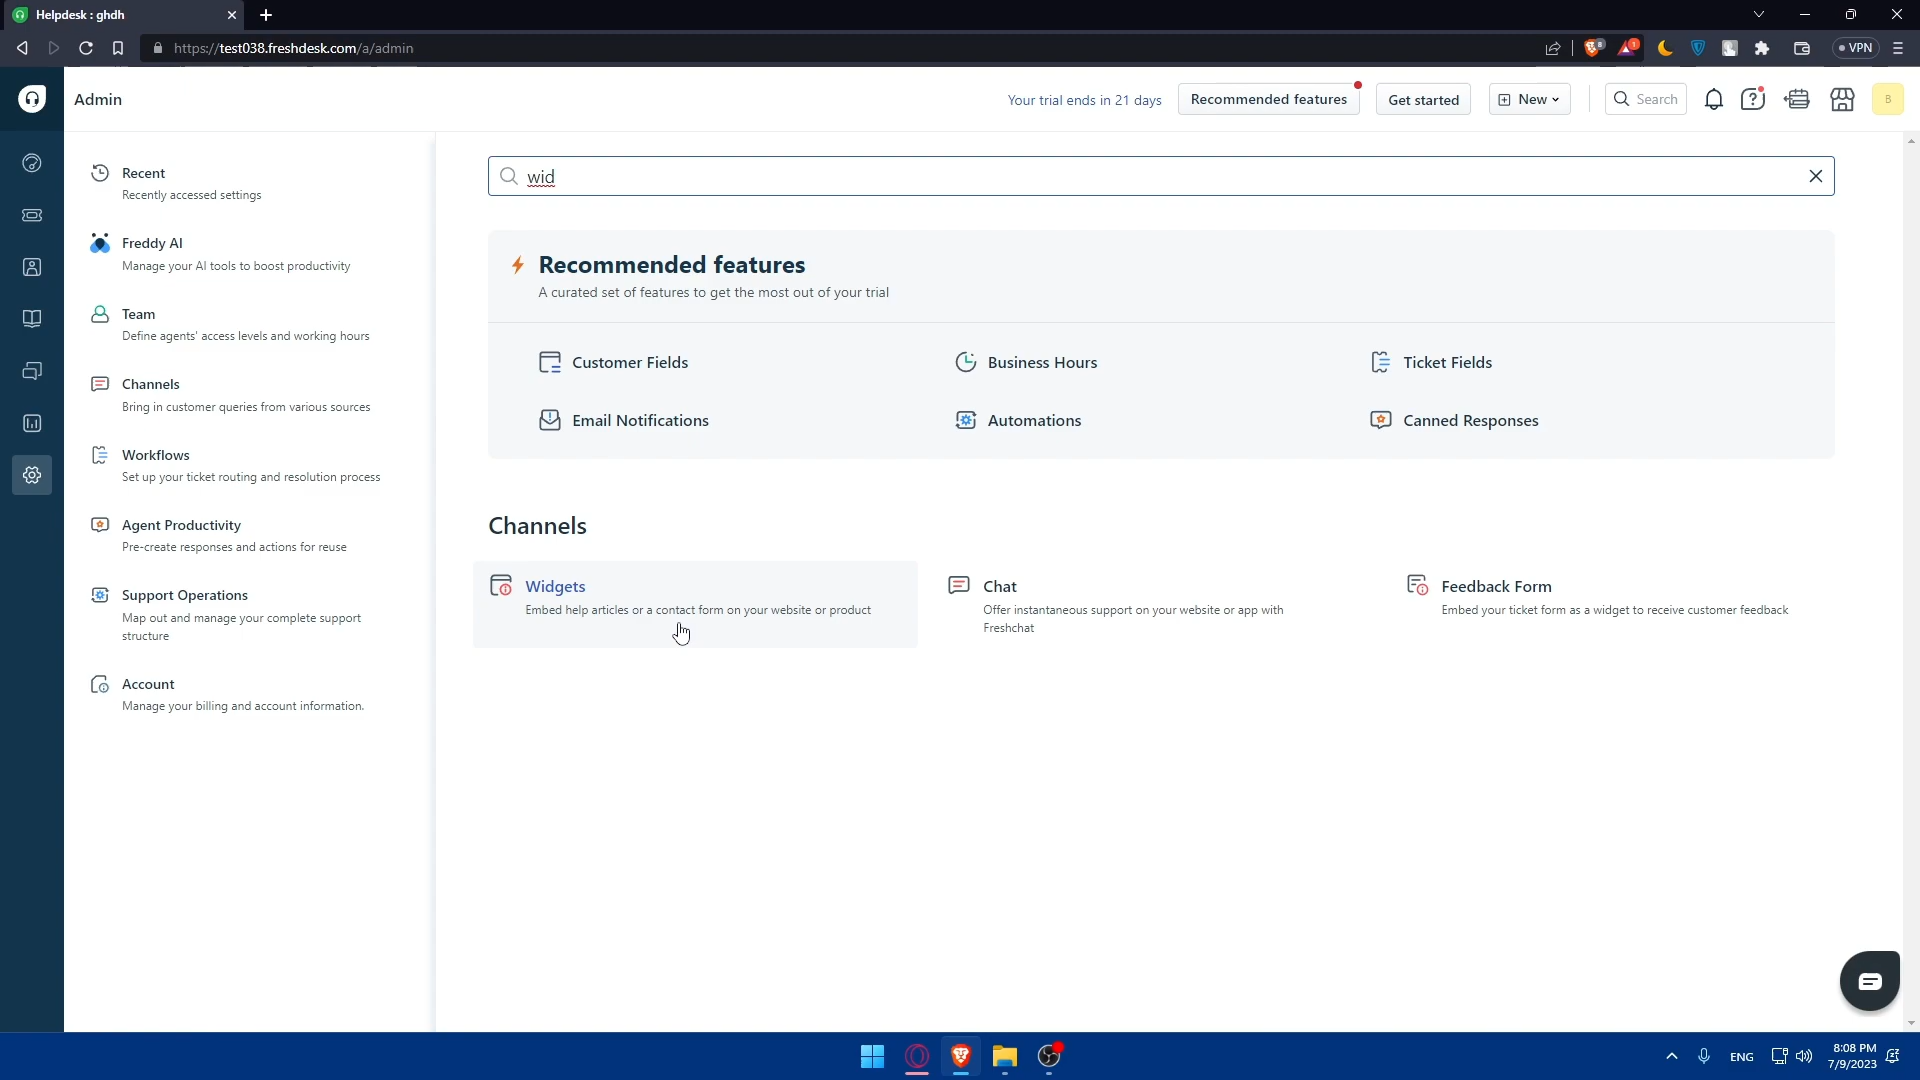 Helpdesk : ghdh
https://test038.freshdesk.com/a/admin
8
1
VPN
Admin
Your trial ends in 21 days
Recommended features
Get started
New
Search
B
Recent
Recently accessed settings
Freddy AI
Manage your AI tools to boost productivity
Team
Define agents' access levels and working hours
Channels
Bring in customer queries from various sources
Workflows
Set up your ticket routing and resolution process
Agent Productivity
Pre-create responses and actions for reuse
Support Operations
Map out and manage your complete support
structure
Account
Manage your billing and account information.
wid
Recommended features
A curated set of features to get the most out of your trial
Customer Fields
Business Hours
Ticket Fields
Email Notifications
Automations
Canned Responses
Channels
Widgets
Embed help articles or a contact form on your website or product
Chat
Offer instantaneous support on your website or app with
Freshchat
Feedback Form
Embed your ticket form as a widget to receive customer feedback
ENG
8:08 PM
7/9/2023